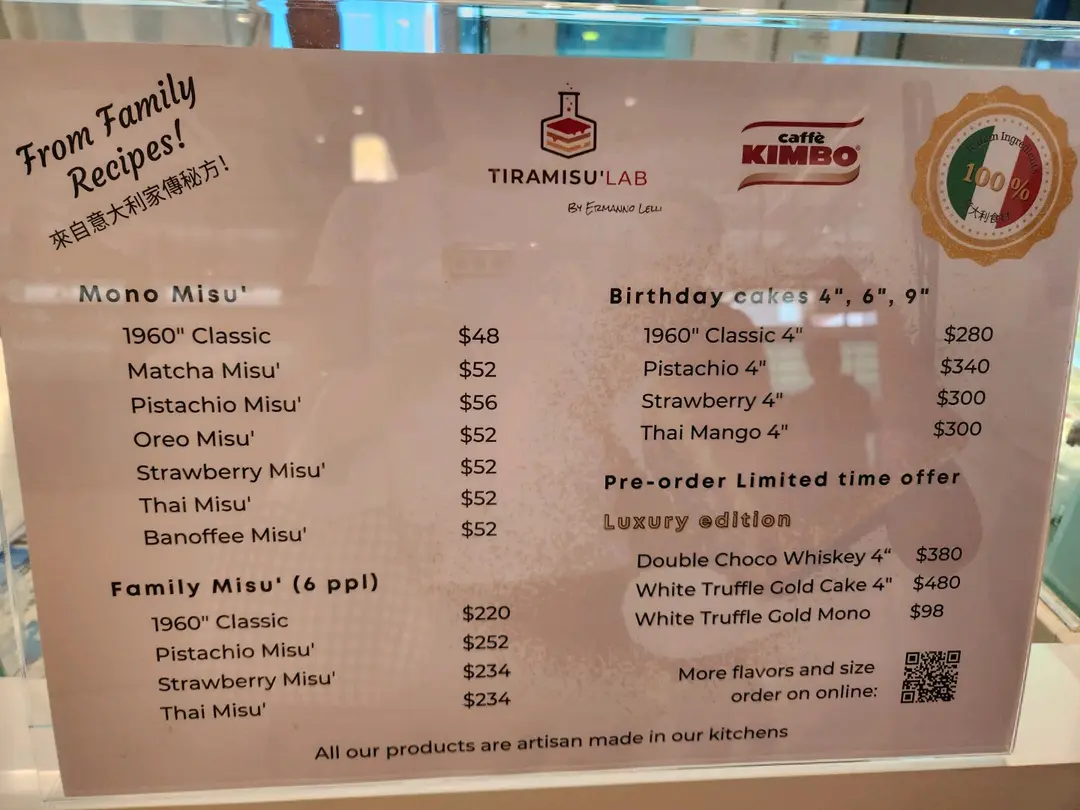 From Family
Recipes!
來自意大利家傳秘方！
TIRAMISU'LAB
BY ERMANNO LELLI
caffè
KIMBO®
100 %
Mono Misu'
1960" Classic $48
Matcha Misu' $52
Pistachio Misu' $56
Oreo Misu' $52
Strawberry Misu' $52
Thai Misu' $52
Banoffee Misu' $52
Family Misu' (6 ppl)
1960" Classic $220
Pistachio Misu' $252
Strawberry Misu' $234
Thai Misu' $234
Birthday cakes 4", 6", 9"
1960" Classic 4" $280
Pistachio 4" $340
Strawberry 4" $300
Thai Mango 4" $300
Pre-order Limited time offer
Luxury edition
Double Choco Whiskey 4“ $380
White Truffle Gold Cake 4" $480
White Truffle Gold Mono $98
More flavors and size
order on online:
All our products are artisan made in our kitchens